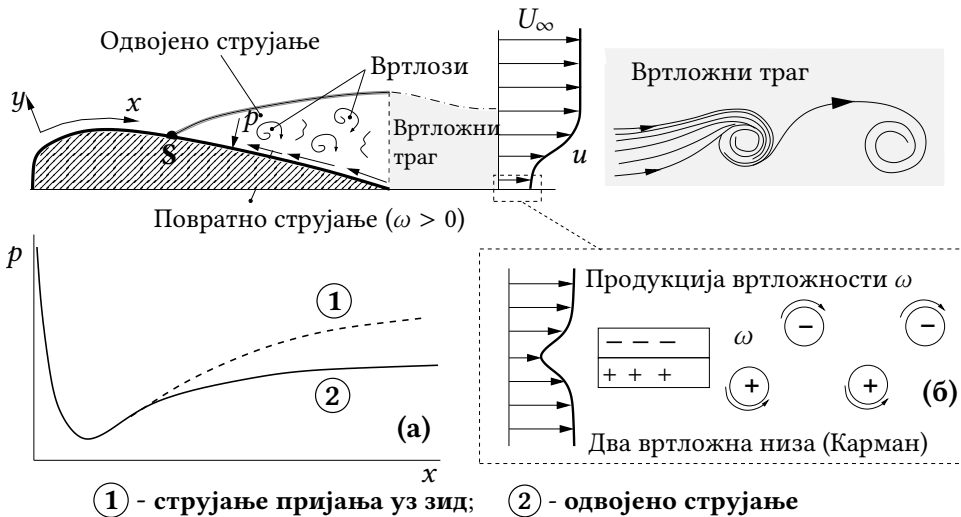 U∞
Одвојено струјање
Вртлози
Вртложни траг
y
x
p
S
Вртложни
траг
u
Повратно струјање (ω > 0)
p
1
2
(а)
x
Продукција вртложности ω
− − −
+ + +
ω
−
−
+
+
(б)
Два вртложна низа (Карман)
1 - струјање пријања уз зид; 2 - одвојено струјање